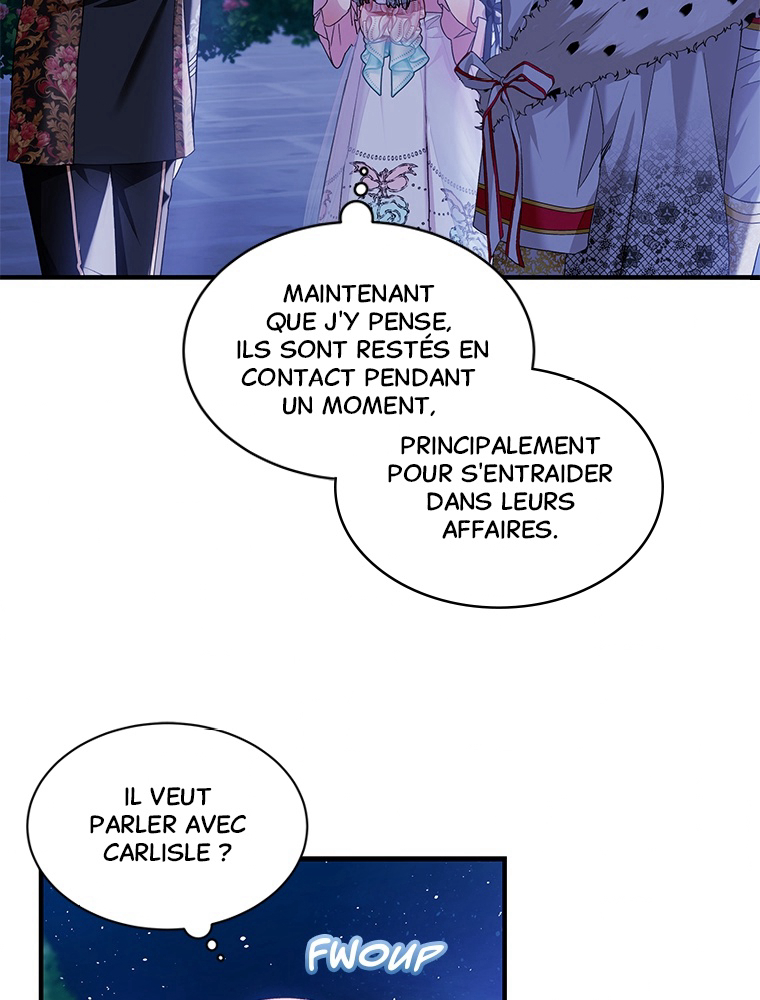 MAINTENANT
QUE J'Y PENSE,
ILS SONT RESTÉS EN
CONTACT PENDANT
UN MOMENT,
PRINCIPALEMENT
POUR S'ENTRAIDER
DANS LEURS
AFFAIRES.
IL VEUT
PARLER AVEC
CARLISLE ?
FWOUP